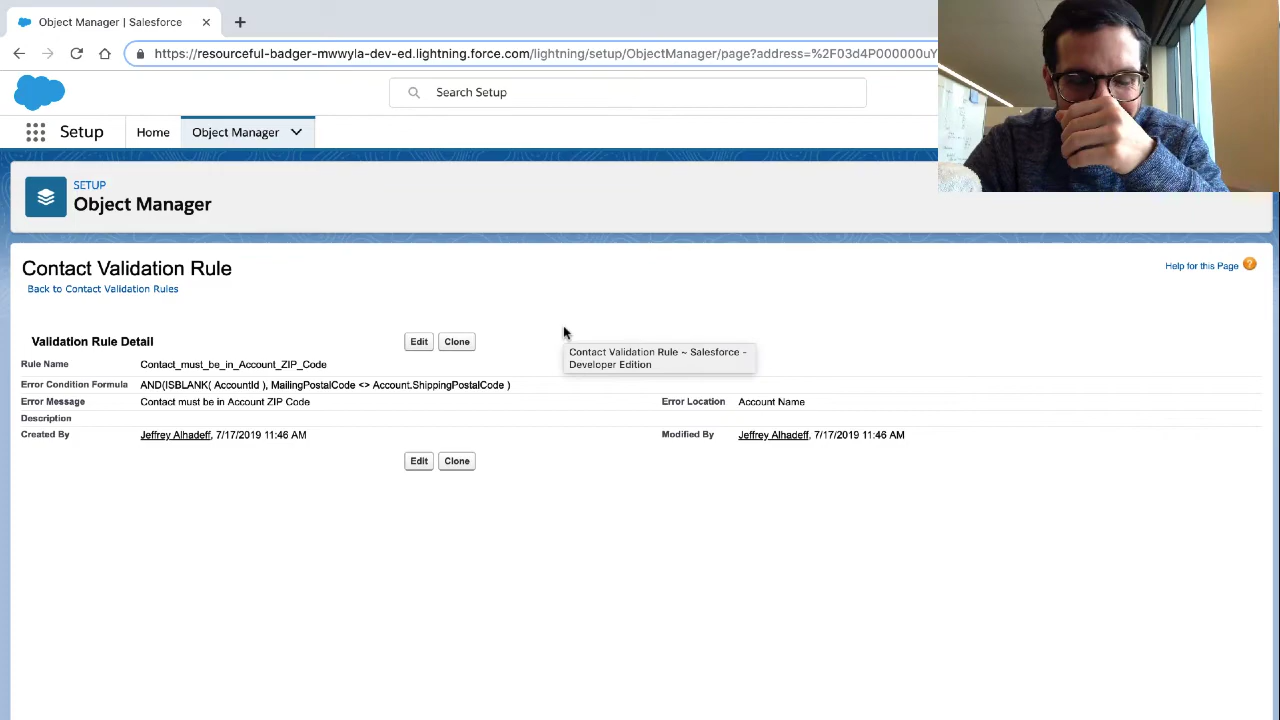 Object Manager | Salesforce
https://resourceful-badger-mwwyla-dev-ed.lightning.force.com/lightning/setup/ObjectManager/page?address=%2F03d4P000000uY
Search Setup
Setup Home Object Manager
SETUP
Object Manager
Contact Validation Rule
Help for this Page ?
Back to Contact Validation Rules
Validation Rule Detail Edit Clone
Contact Validation Rule ~ Salesforce -
Developer Edition
Rule Name Contact_must_be_in_Account_ZIP_Code
Error Condition Formula AND(ISBLANK( AccountId ), MailingPostalCode <> Account.ShippingPostalCode )
Error Message Contact must be in Account ZIP Code Error Location Account Name
Description
Created By Jeffrey Alhadeff, 7/17/2019 11:46 AM Modified By Jeffrey Alhadeff, 7/17/2019 11:46 AM
Edit Clone